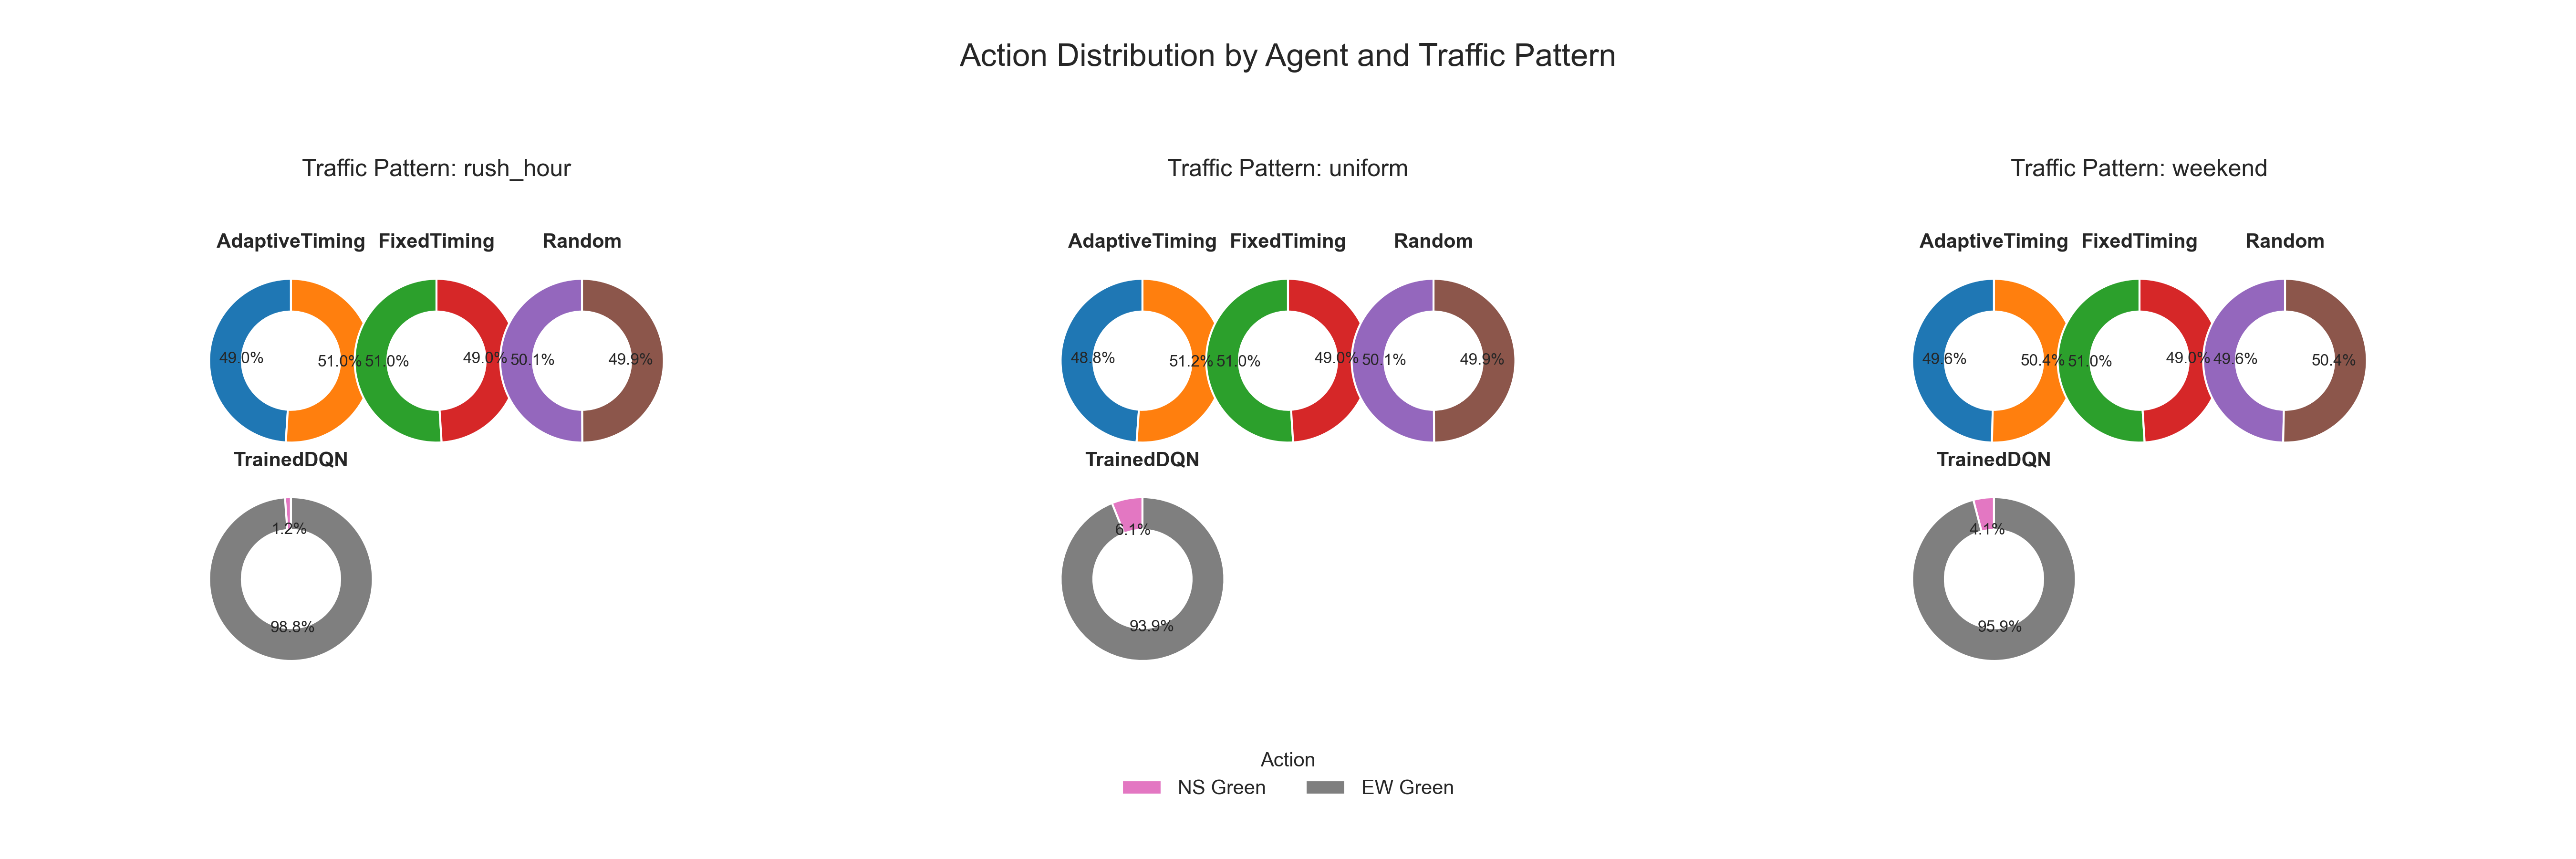 Action Distribution by Agent and Traffic Pattern
Traffic Pattern: rush_hour
AdaptiveTiming FixedTiming Random
49.0% 51.0% 51.0% 49.0% 50.1% 49.9%
TrainedDQN
1.2%
98.8%
Traffic Pattern: uniform
AdaptiveTiming FixedTiming Random
48.8% 51.2% 51.0% 49.0% 50.1% 49.9%
TrainedDQN
6.1%
93.9%
Traffic Pattern: weekend
AdaptiveTiming FixedTiming Random
49.6% 50.4% 51.0% 49.0% 49.6% 50.4%
TrainedDQN
4.1%
95.9%
Action
NS Green EW Green